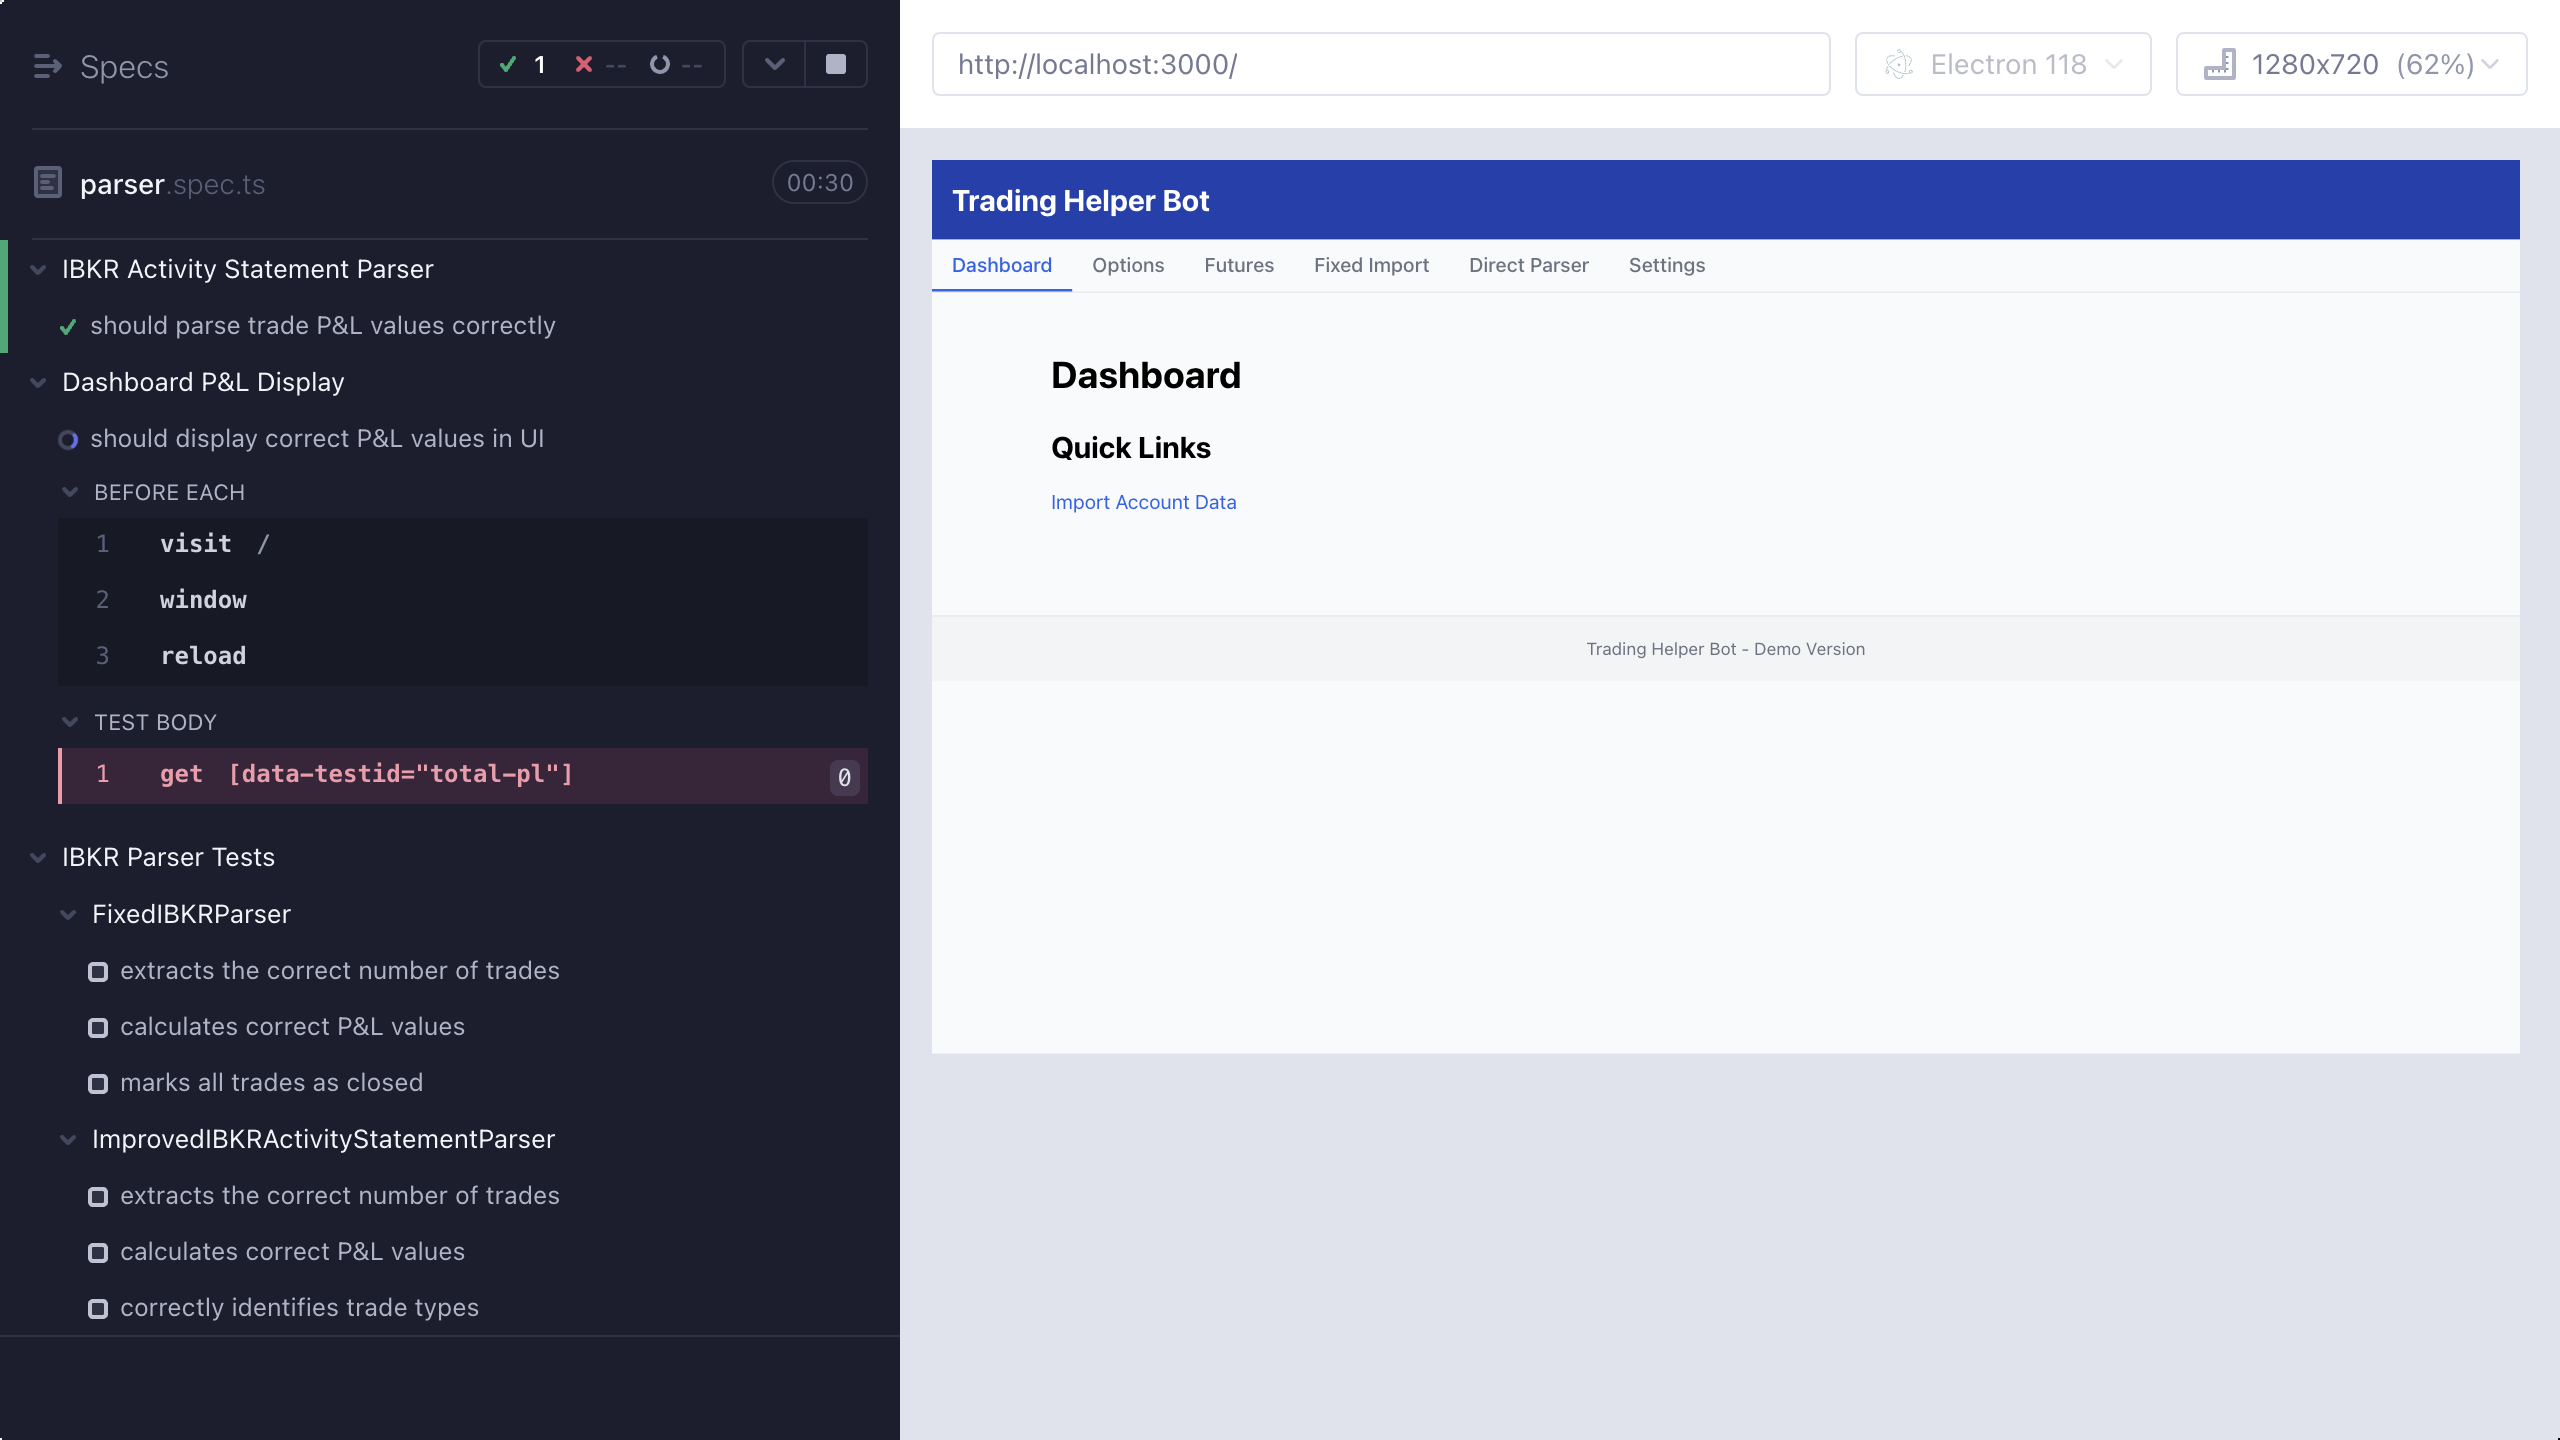 Specs
1 -- --
parser.spec.ts
00:30
IBKR Activity Statement Parser
should parse trade P&L values correctly
Dashboard P&L Display
should display correct P&L values in UI
BEFORE EACH
1 visit /
2 window
3 reload
TEST BODY
1 get [data-testid="total-pl"] 0
IBKR Parser Tests
FixedIBKRParser
extracts the correct number of trades
calculates correct P&L values
marks all trades as closed
ImprovedIBKRActivityStatementParser
extracts the correct number of trades
calculates correct P&L values
correctly identifies trade types
http://localhost:3000/
Electron 118
1280x720 (62%)
Trading Helper Bot
Dashboard Options Futures Fixed Import Direct Parser Settings
Dashboard
Quick Links
Import Account Data
Trading Helper Bot - Demo Version